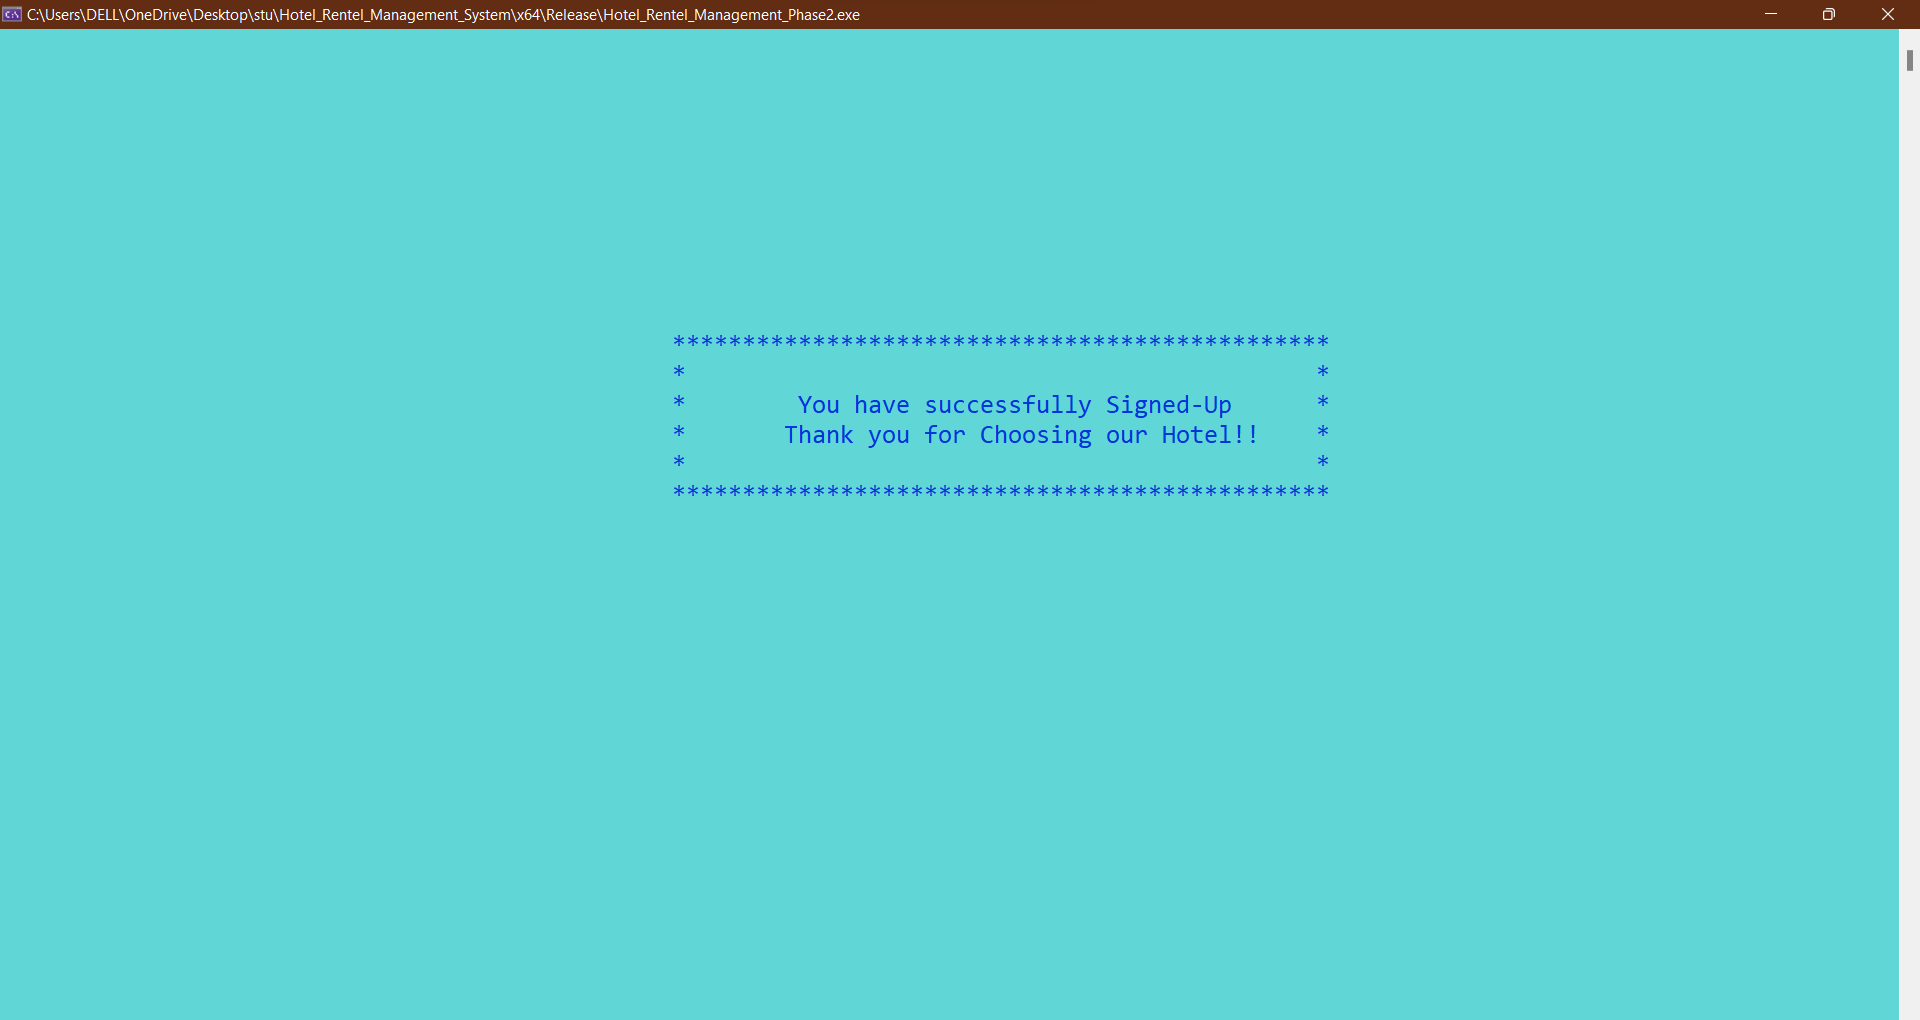 C:\Users\DELL\OneDrive\Desktop\stu\Hotel_Rentel_Management_System\x64\Release\Hotel_Rentel_Management_Phase2.exe
***********************************************
*                                             *
*        You have successfully Signed-Up      *
*       Thank you for Choosing our Hotel!!    *
*                                             *
***********************************************